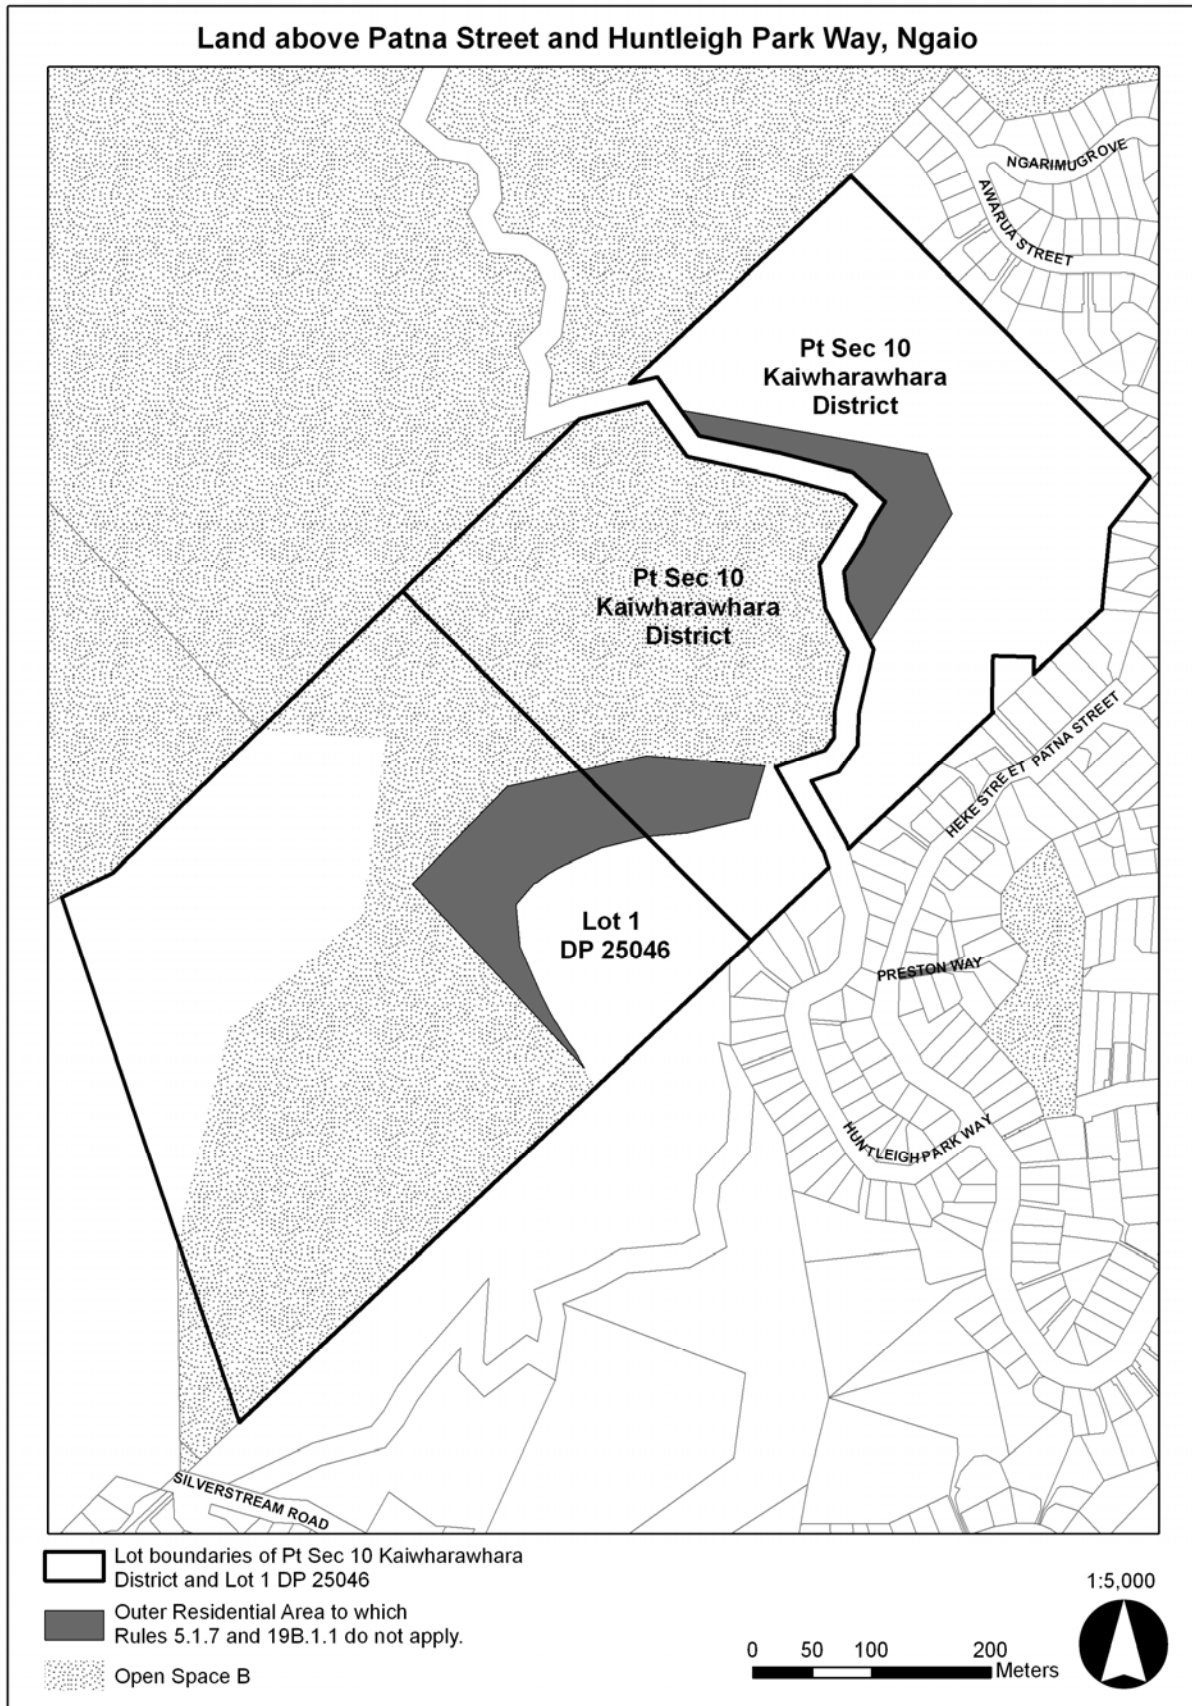 Land above Patna Street and Huntleigh Park Way, Ngaio
NGARIMUGROVE
AWARUA STREET
Pt Sec 10
Kaiwharawhara
District
Pt Sec 10
Kaiwharawhara
District
PATNA STREET
HEKE STREET
Lot 1
DP 25046
PRESTON WAY
HUNTLEIGH PARK WAY
SILVERSTREAM ROAD
Lot boundaries of Pt Sec 10 Kaiwharawhara
District and Lot 1 DP 25046
Outer Residential Area to which
Rules 5.1.7 and 19B.1.1 do not apply.
Open Space B
1:5,000
0 50 100 200
Meters